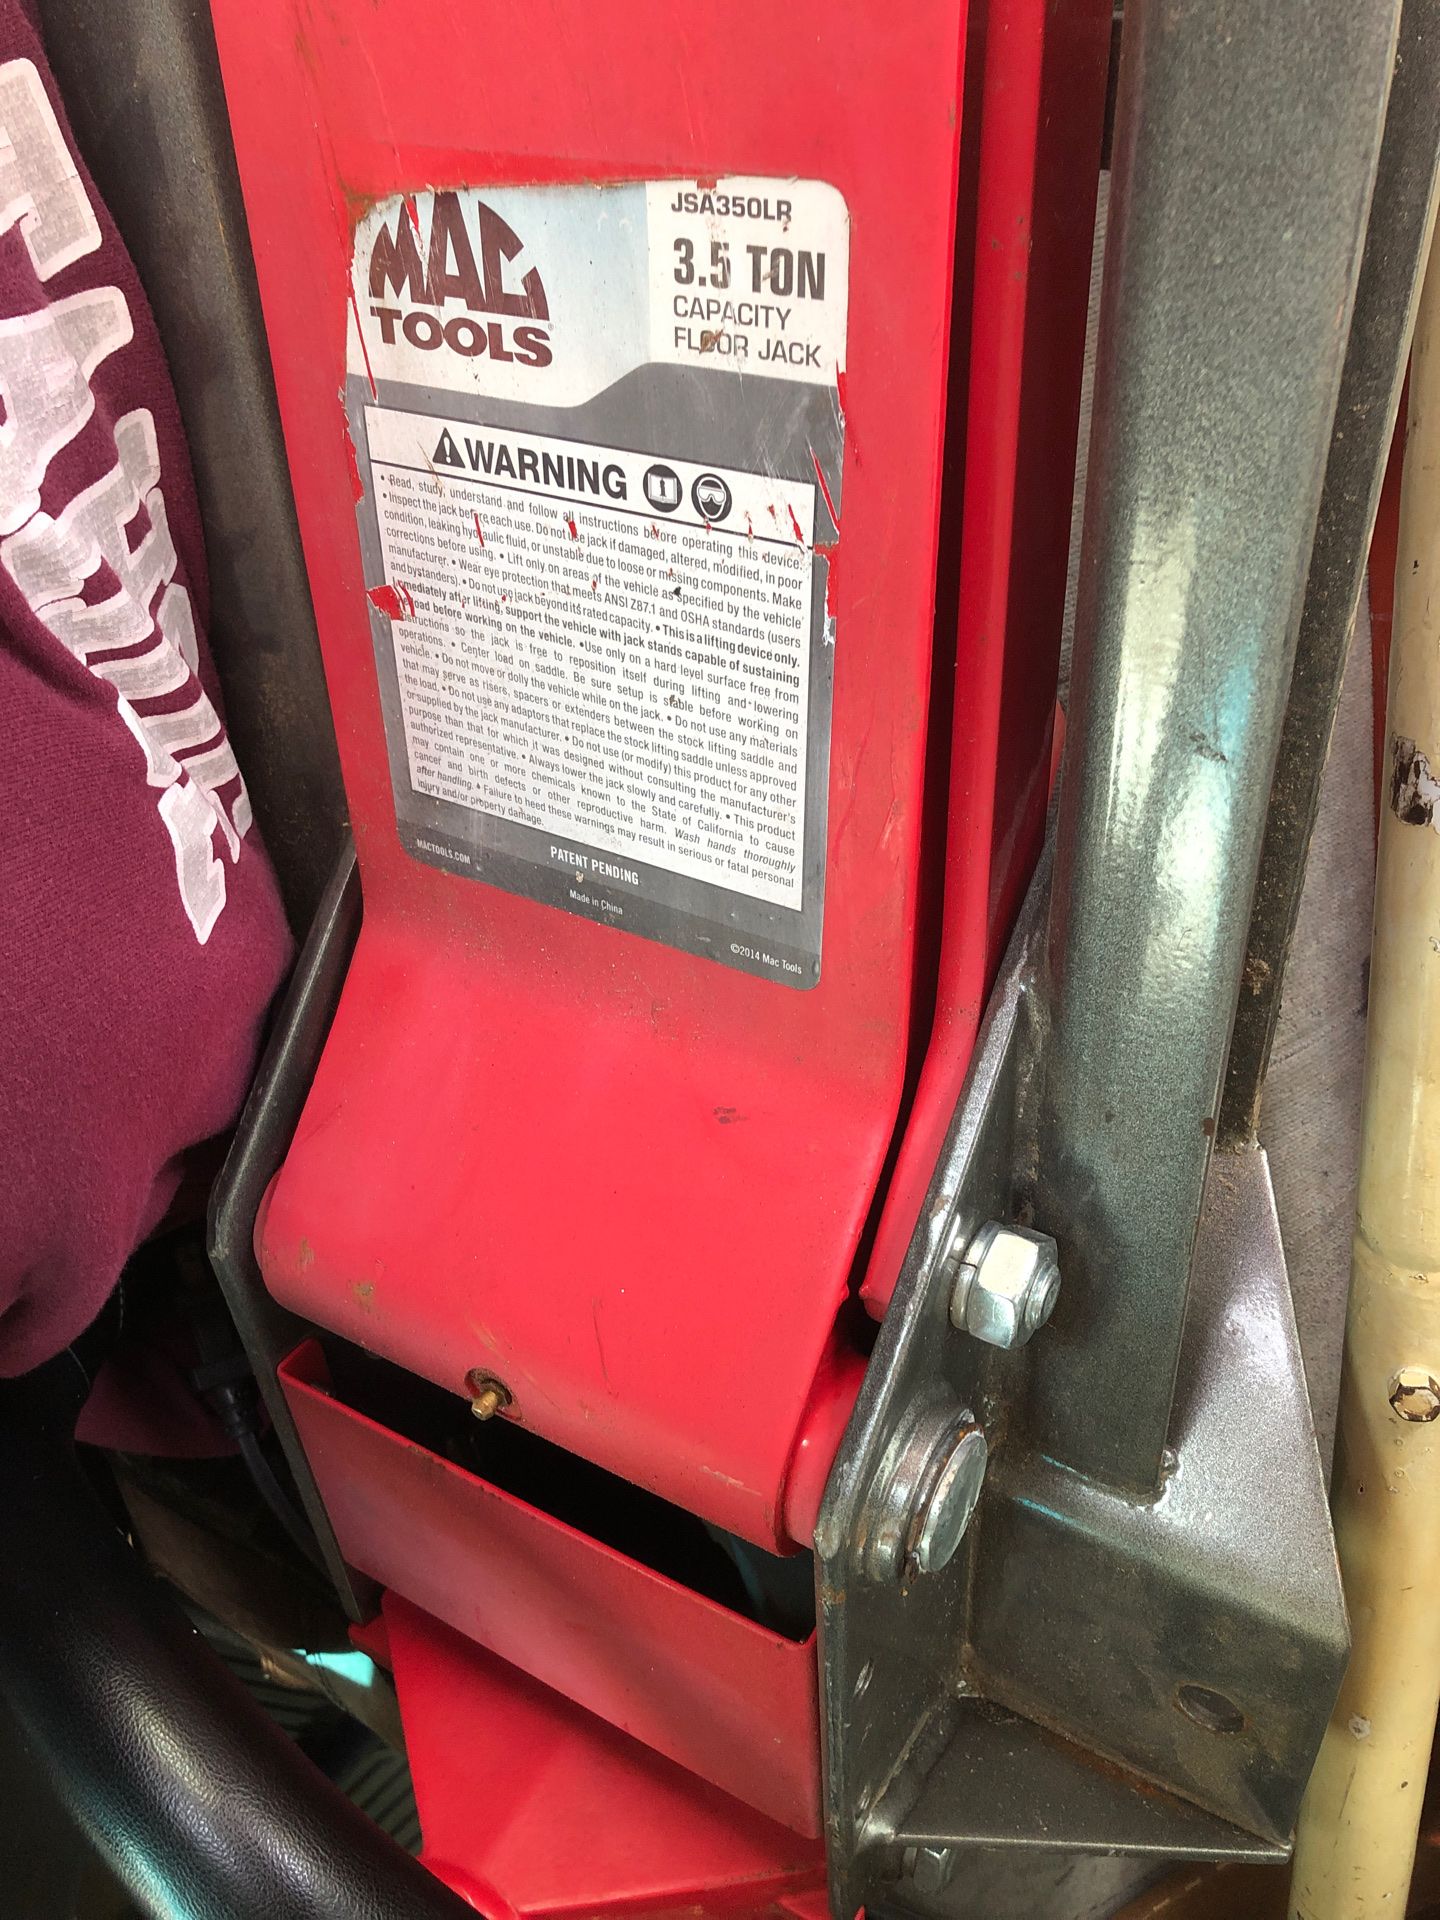 MAC
TOOLS
JSA350LR
3.5 TON
CAPACITY
FLOOR JACK
WARNING
• Read, study, understand and follow all instructions before operating this device.
• Inspect the jack before each use. Do not use jack if damaged, altered, modified, in poor
condition, leaking hydraulic fluid, or unstable due to loose or missing components. Make
corrections before using. • Lift only on areas of the vehicle as specified by the vehicle
manufacturer. • Wear eye protection that meets ANSI Z87.1 and OSHA standards (users
and bystanders). • Do not use jack beyond its rated capacity. • This is a lifting device only.
Immediately after lifting, support the vehicle with jack stands capable of sustaining
load before working on the vehicle. • Use only on a hard level surface free from
obstructions so the jack is free to reposition itself during lifting and lowering
operations. • Center load on saddle. Be sure setup is stable before working on
vehicle. • Do not move or dolly the vehicle while on the jack. • Do not use any materials
that may serve as risers, spacers or extenders between the stock lifting saddle and
the load. • Do not use any adaptors that replace the stock lifting saddle unless approved
or supplied by the jack manufacturer. • Do not use (or modify) this product for any other
purpose than that for which it was designed without consulting the manufacturer's
authorized representative. • Always lower the jack slowly and carefully. • This product
may contain one or more chemicals known to the State of California to cause
cancer and birth defects or other reproductive harm. Wash hands thoroughly
after handling. • Failure to heed these warnings may result in serious or fatal personal
injury and/or property damage.
MACTOOLS.COM
PATENT PENDING
Made in China
©2014 Mac Tools